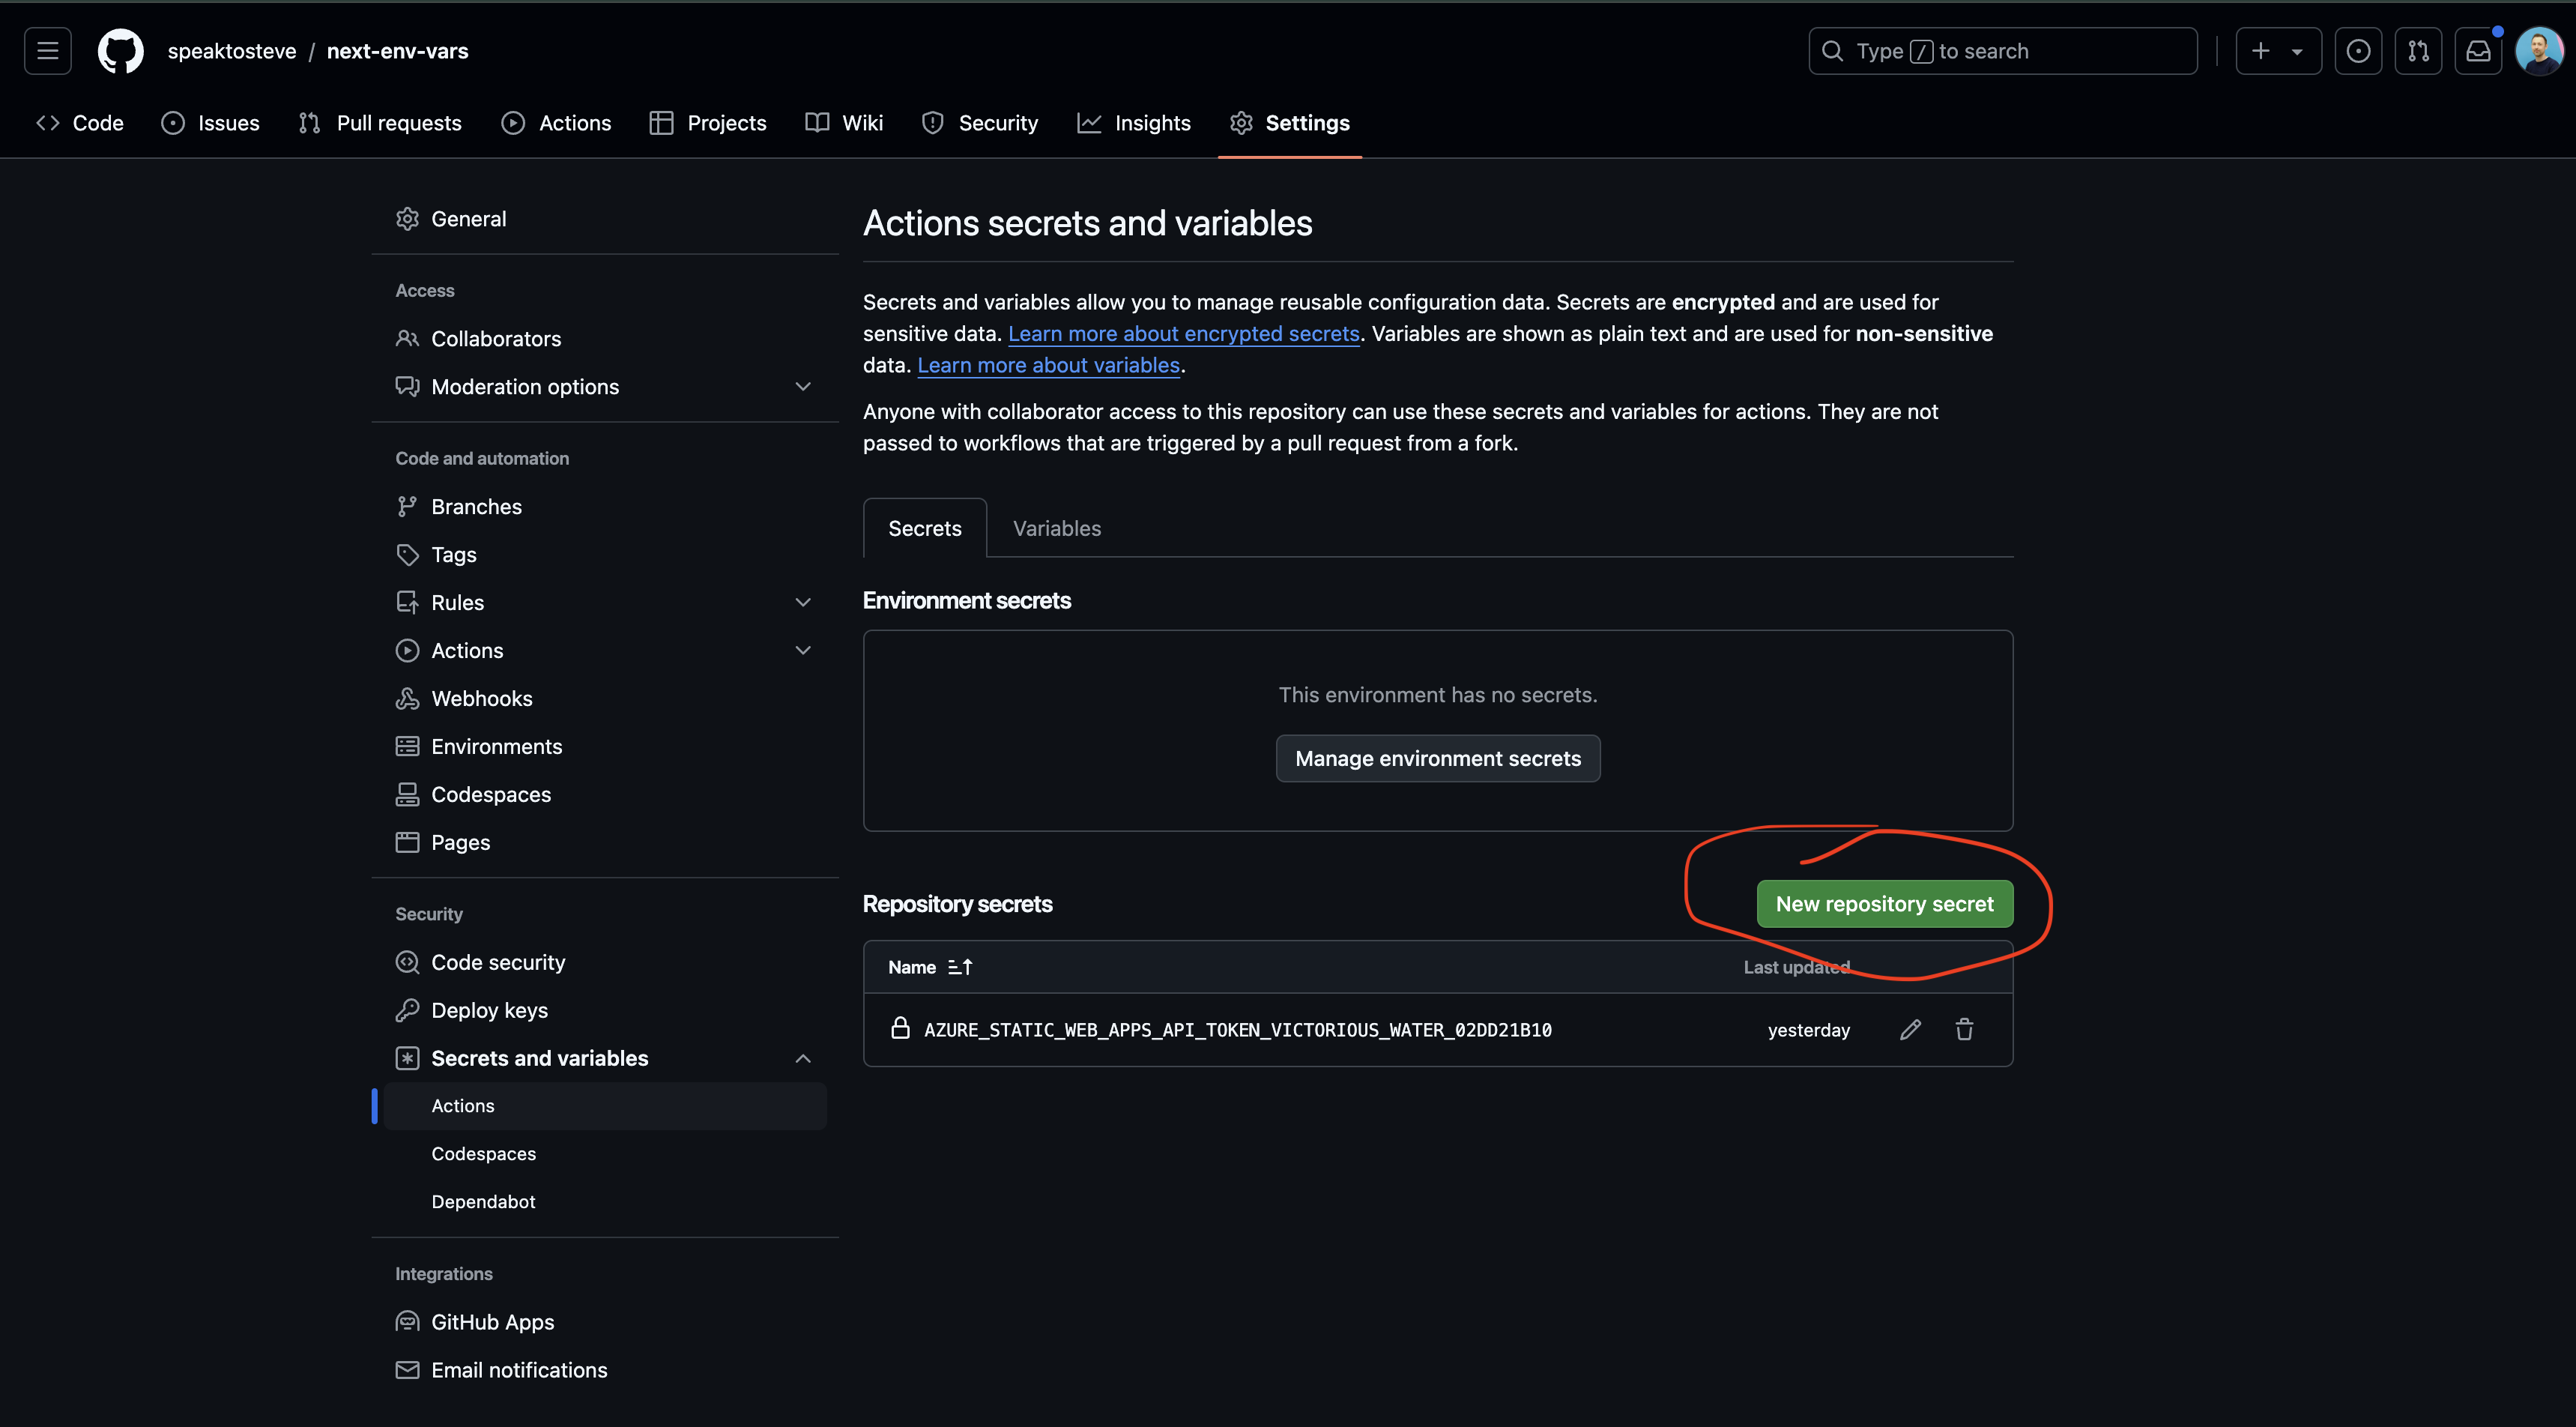 speaktosteve / next-env-vars
Type / to search
Code
Issues
Pull requests
Actions
Projects
Wiki
Security
Insights
Settings
General
Access
Collaborators
Moderation options
Code and automation
Branches
Tags
Rules
Actions
Webhooks
Environments
Codespaces
Pages
Security
Code security
Deploy keys
Secrets and variables
Actions
Codespaces
Dependabot
Integrations
GitHub Apps
Email notifications
Actions secrets and variables
Secrets and variables allow you to manage reusable configuration data. Secrets are encrypted and are used for
sensitive data. Learn more about encrypted secrets. Variables are shown as plain text and are used for non-sensitive
data. Learn more about variables.
Anyone with collaborator access to this repository can use these secrets and variables for actions. They are not
passed to workflows that are triggered by a pull request from a fork.
Secrets
Variables
Environment secrets
This environment has no secrets.
Manage environment secrets
Repository secrets
New repository secret
Name
Last updated
AZURE_STATIC_WEB_APPS_API_TOKEN_VICTORIOUS_WATER_02DD21B10
yesterday